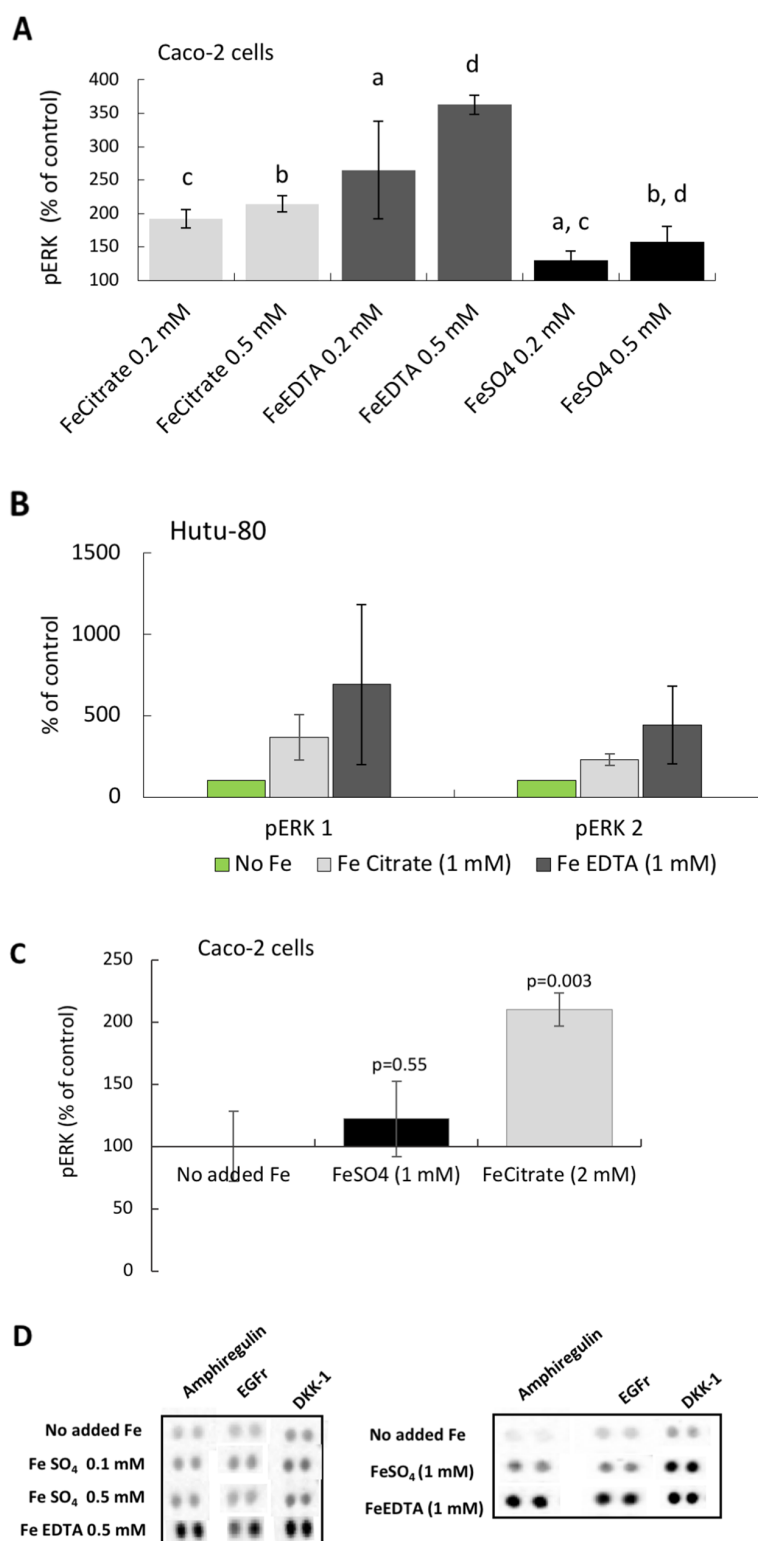 A
Caco-2 cells
pERK (% of control)
400
350
300
250
200
150
100
c
b
a
d
a, c
b, d
FeCitrate 0.2 mM
FeCitrate 0.5 mM
FeEDTA 0.2 mM
FeEDTA 0.5 mM
FeSO4 0.2 mM
FeSO4 0.5 mM
B
Hutu-80
% of control
1500
1000
500
0
pERK 1 pERK 2
No Fe Fe Citrate (1 mM) Fe EDTA (1 mM)
C
Caco-2 cells
pERK (% of control)
250
200
150
100
50
0
p=0.003
p=0.55
No added Fe FeSO4 (1 mM) FeCitrate (2 mM)
D
Amphiregulin EGFr DKK-1
No added Fe
Fe SO₄ 0.1 mM
Fe SO₄ 0.5 mM
Fe EDTA 0.5 mM
Amphiregulin EGFr DKK-1
No added Fe
FeSO₄ (1 mM)
FeEDTA (1 mM)